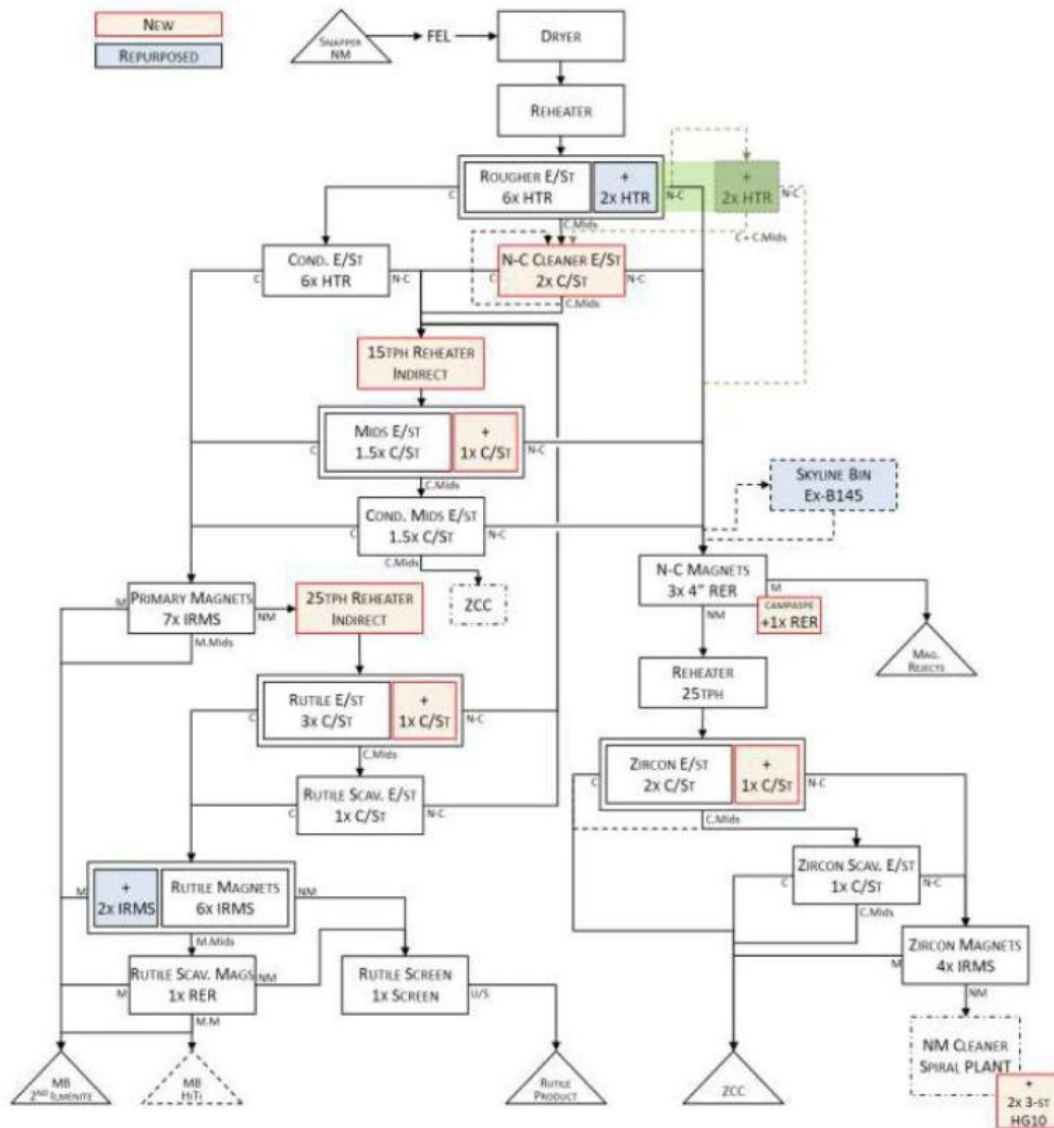 NEW
REPURPOSED
SNAPPER
NM
FEL
DRYER
REHEATER
ROUGHER E/ST
6X HTR
+
2X HTR
C
N-C
+
2X HTR
N-C
C.Mids
C + C.Mids
COND. E/ST
6X HTR
C
N-C
N-C CLEANER E/ST
2X C/ST
C
N-C
C.Mids
15TPH REHEATER
INDIRECT
MIDS E/ST
1.5X C/ST
+
1X C/ST
C
N-C
C.Mids
SKYLINE BIN
EX-B145
COND. MIDS E/ST
1.5X C/ST
C
N-C
C.Mids
ZCC
N-C MAGNETS
3X 4" RER
M
NM
CAMPASPE
+1X RER
MAG.
REJECTS
PRIMARY MAGNETS
7X IRMS
M
NM
M.Mids
25TPH REHEATER
INDIRECT
REHEATER
25TPH
RUTILE E/ST
3X C/ST
+
1X C/ST
C
N-C
C.Mids
ZIRCON E/ST
2X C/ST
+
1X C/ST
C
N-C
C.Mids
RUTILE SCAV. E/ST
1X C/ST
C
N-C
ZIRCON SCAV. E/ST
1X C/ST
C
N-C
C.Mids
+
2X IRMS
RUTILE MAGNETS
6X IRMS
M
NM
M.Mids
ZIRCON MAGNETS
4X IRMS
M
NM
RUTILE SCAV. MAGS
1X RER
M
NM
M.M
RUTILE SCREEN
1X SCREEN
U/S
NM CLEANER
SPIRAL PLANT
+
2X 3-ST
HG10
MB
2ND ILMENITE
MB
HITI
RUTILE
PRODUCT
ZCC